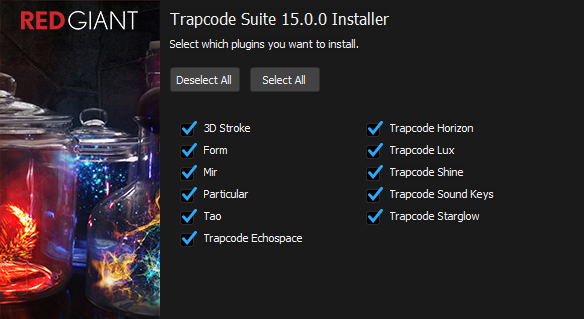 RED GIANT
Trapcode Suite 15.0.0 Installer
Select which plugins you want to install.
Deselect All
Select All
3D Stroke
Form
Mir
Particular
Tao
Trapcode Echospace
Trapcode Horizon
Trapcode Lux
Trapcode Shine
Trapcode Sound Keys
Trapcode Starglow